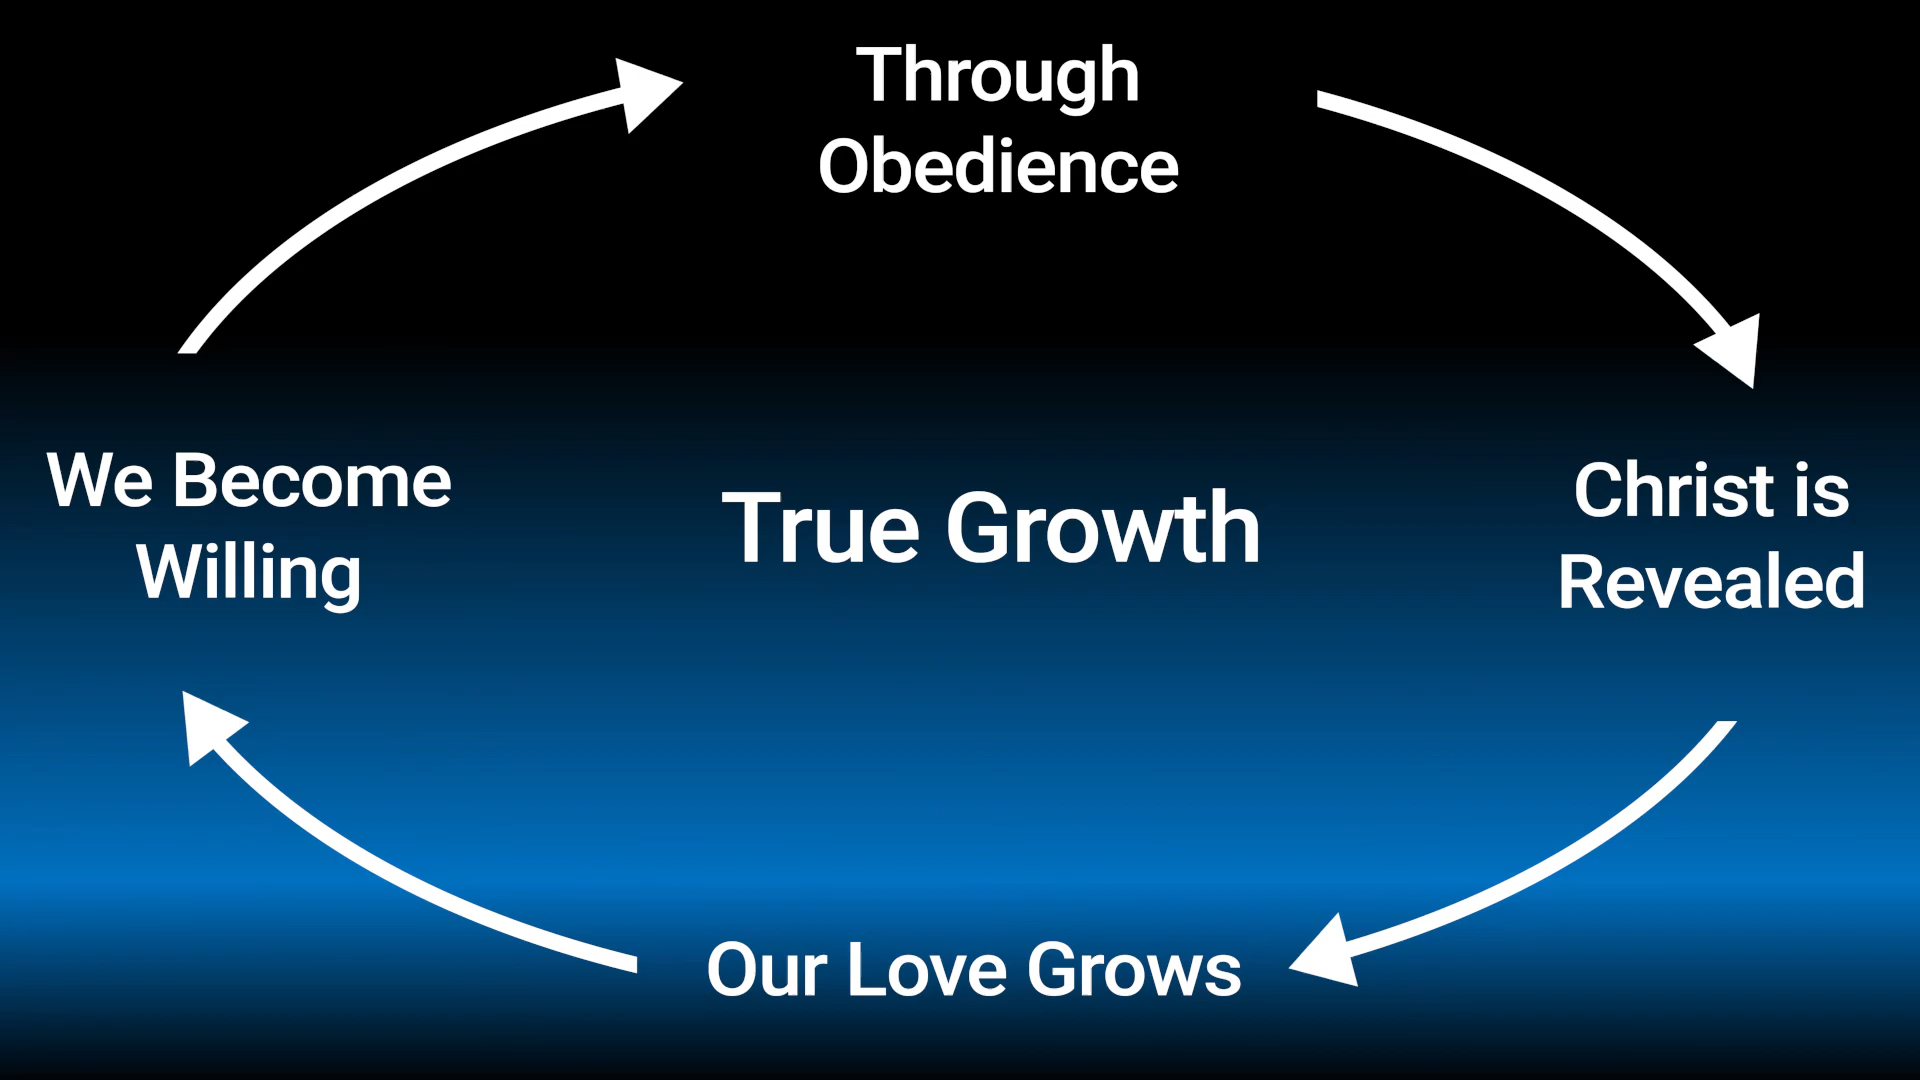 Through
Obedience
We Become
Willing
True Growth
Christ is
Revealed
Our Love Grows